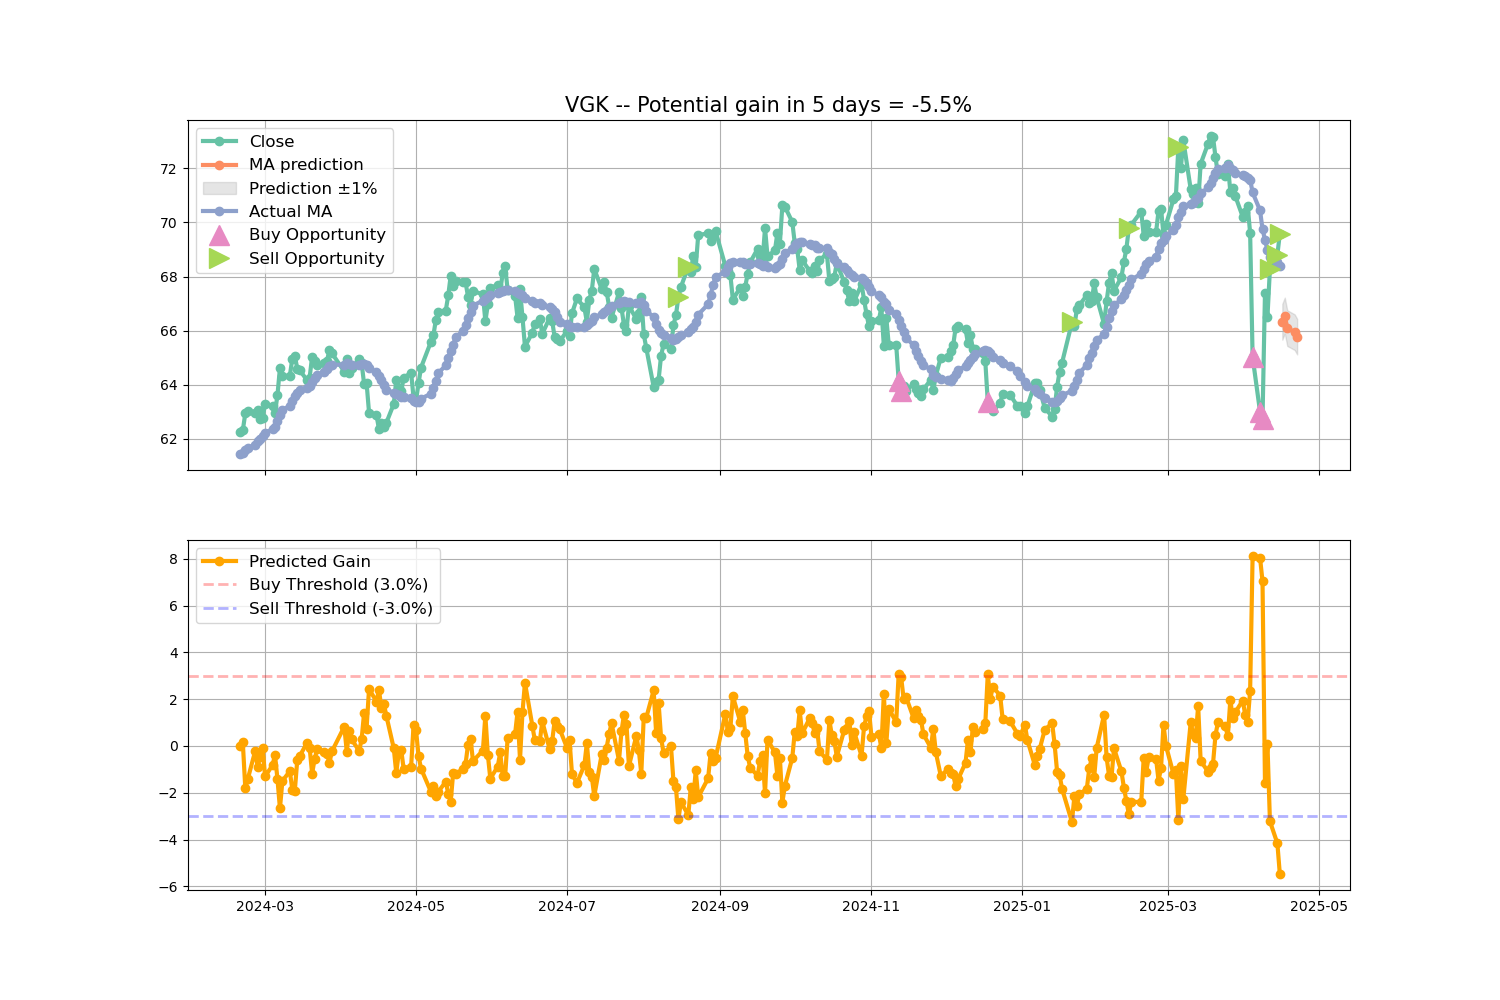 VGK -- Potential gain in 5 days = -5.5%
Close
MA prediction
Prediction ±1%
Actual MA
Buy Opportunity
Sell Opportunity
72
70
68
66
64
62
Predicted Gain
Buy Threshold (3.0%)
Sell Threshold (-3.0%)
8
6
4
2
0
−2
−4
−6
2024-03 2024-05 2024-07 2024-09 2024-11 2025-01 2025-03 2025-05